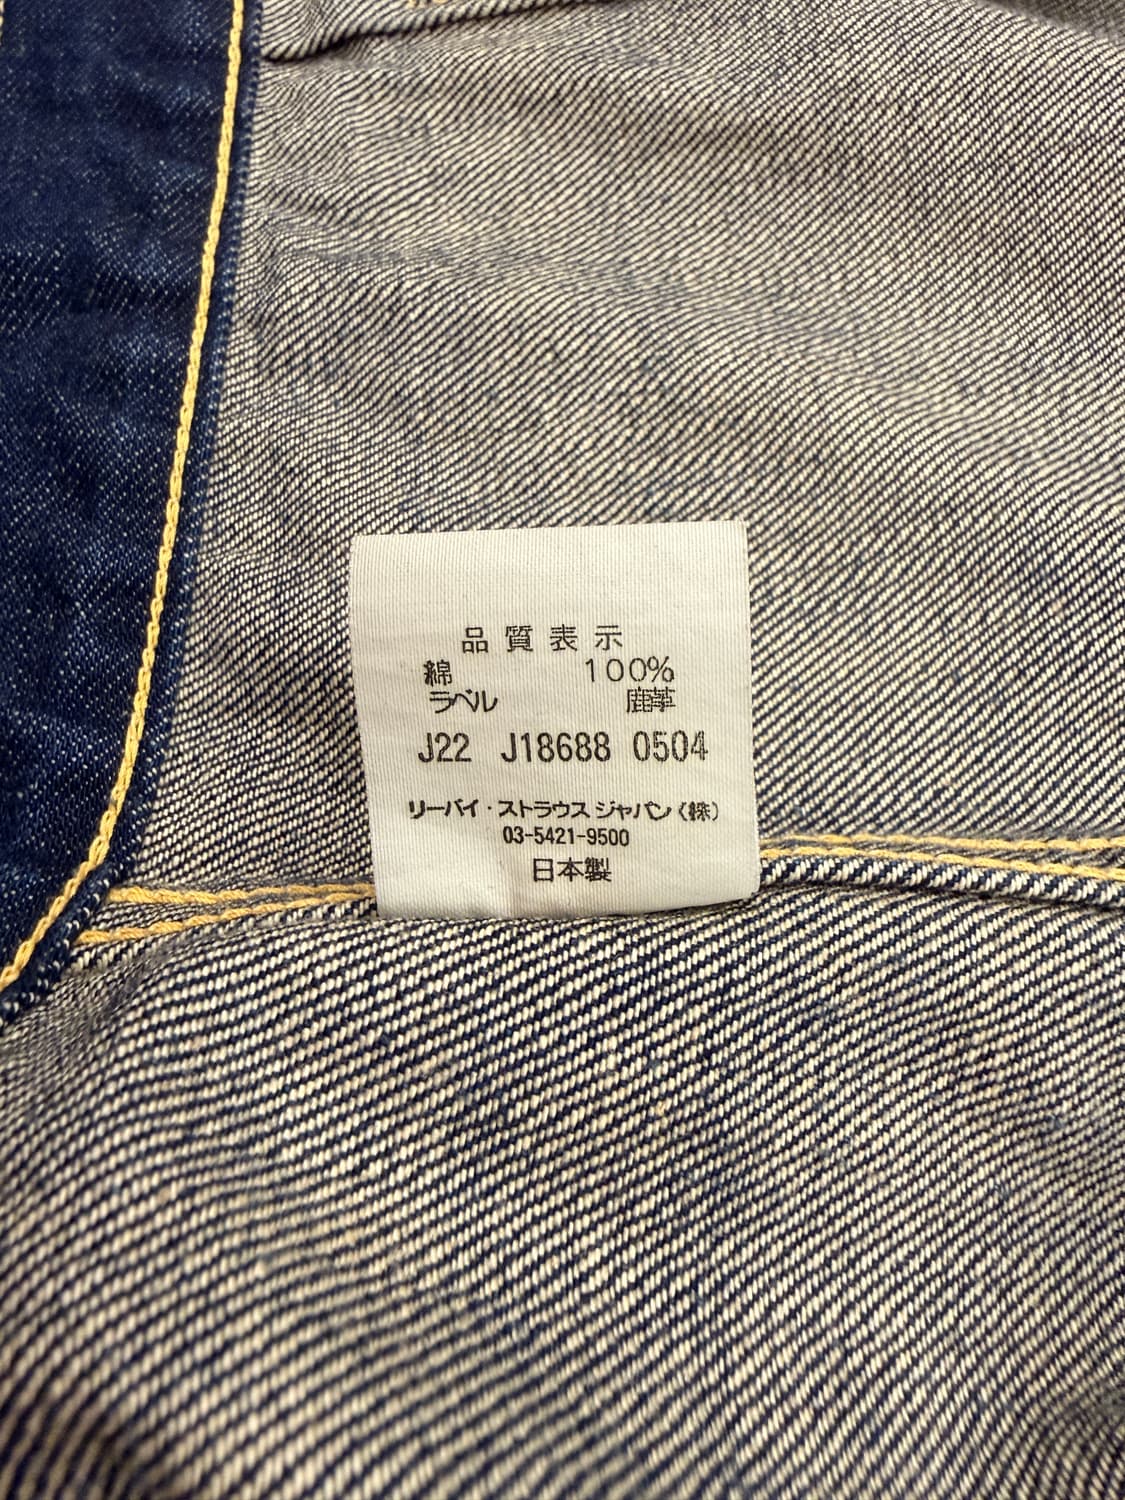 品質表示
綿 100%
ラベル 鹿革
J22 J18688 0504
リーバイ・ストラウス ジャパン(株)
03-5421-9500
日本製